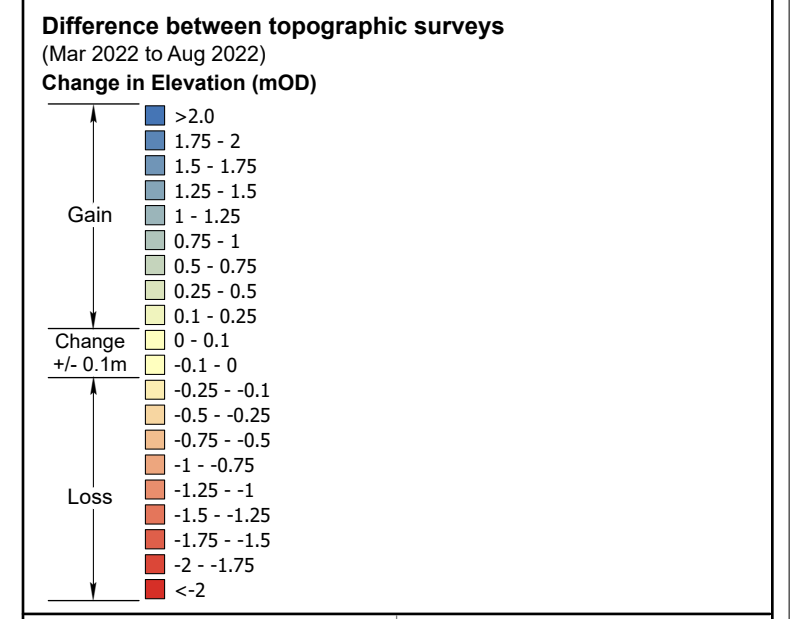 Difference between topographic surveys
(Mar 2022 to Aug 2022)
Change in Elevation (mOD)
>2.0
1.75 - 2
1.5 - 1.75
1.25 - 1.5
Gain
1 - 1.25
0.75 - 1
0.5 - 0.75
0.25 - 0.5
0.1 - 0.25
Change
+/- 0.1m
0 - 0.1
-0.1 - 0
-0.25 - -0.1
-0.5 - -0.25
-0.75 - -0.5
-1 - -0.75
-1.25 - -1
Loss
-1.5 - -1.25
-1.75 - -1.5
-2 - -1.75
<-2